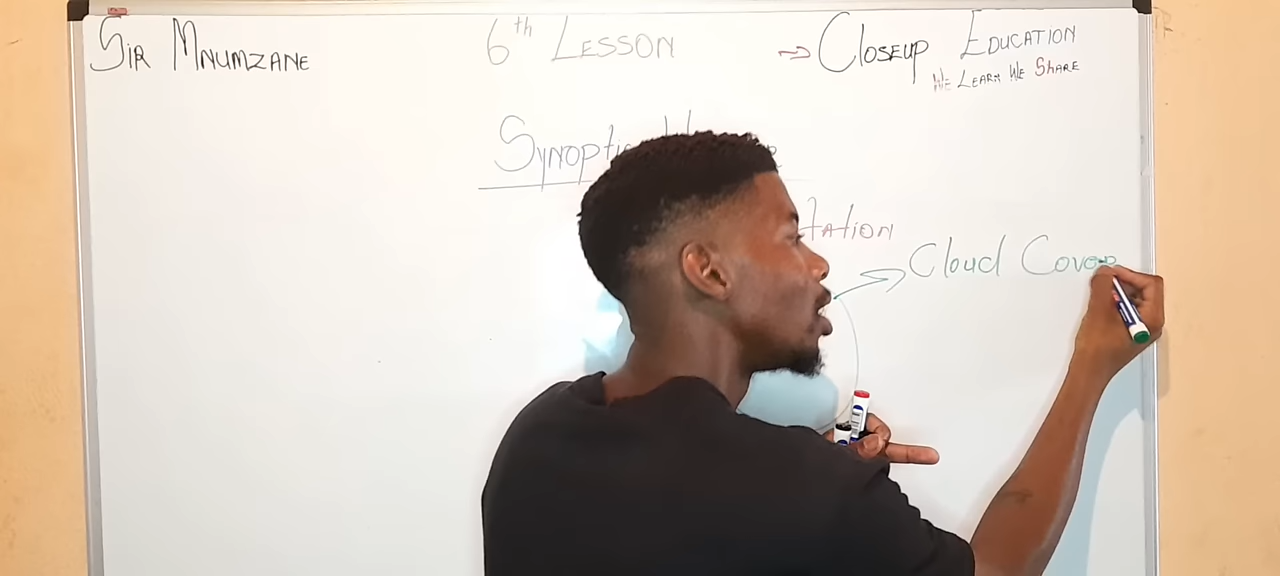 Sir Mnumzane
6th Lesson
⇒ Closeup Education
We Learn We Share
Synoptic
tation
Cloud Cover